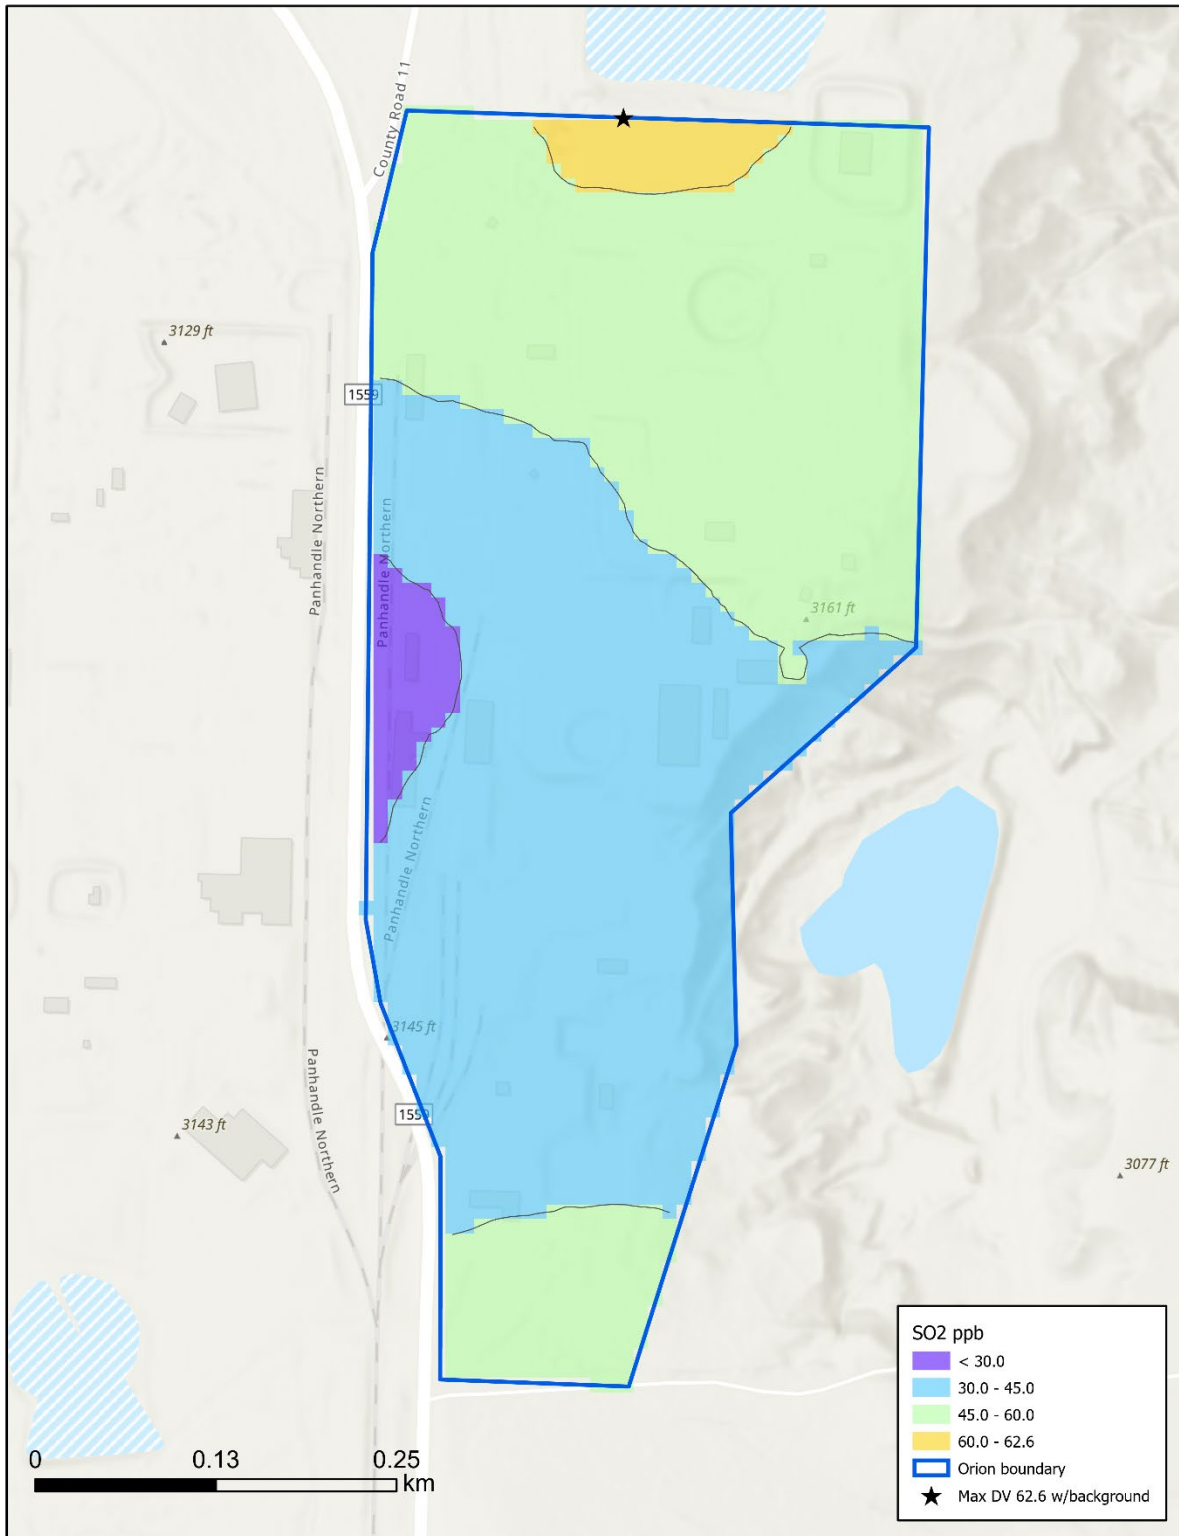 County Road 11
3129 ft
1559
Panhandle Northern
Panhandle Northern
3161 ft
Panhandle Northern
3145 ft
1559
Panhandle Northern
3143 ft
3077 ft
SO2 ppb
< 30.0
30.0 - 45.0
45.0 - 60.0
60.0 - 62.6
Orion boundary
Max DV 62.6 w/background
0 0.13 0.25
km